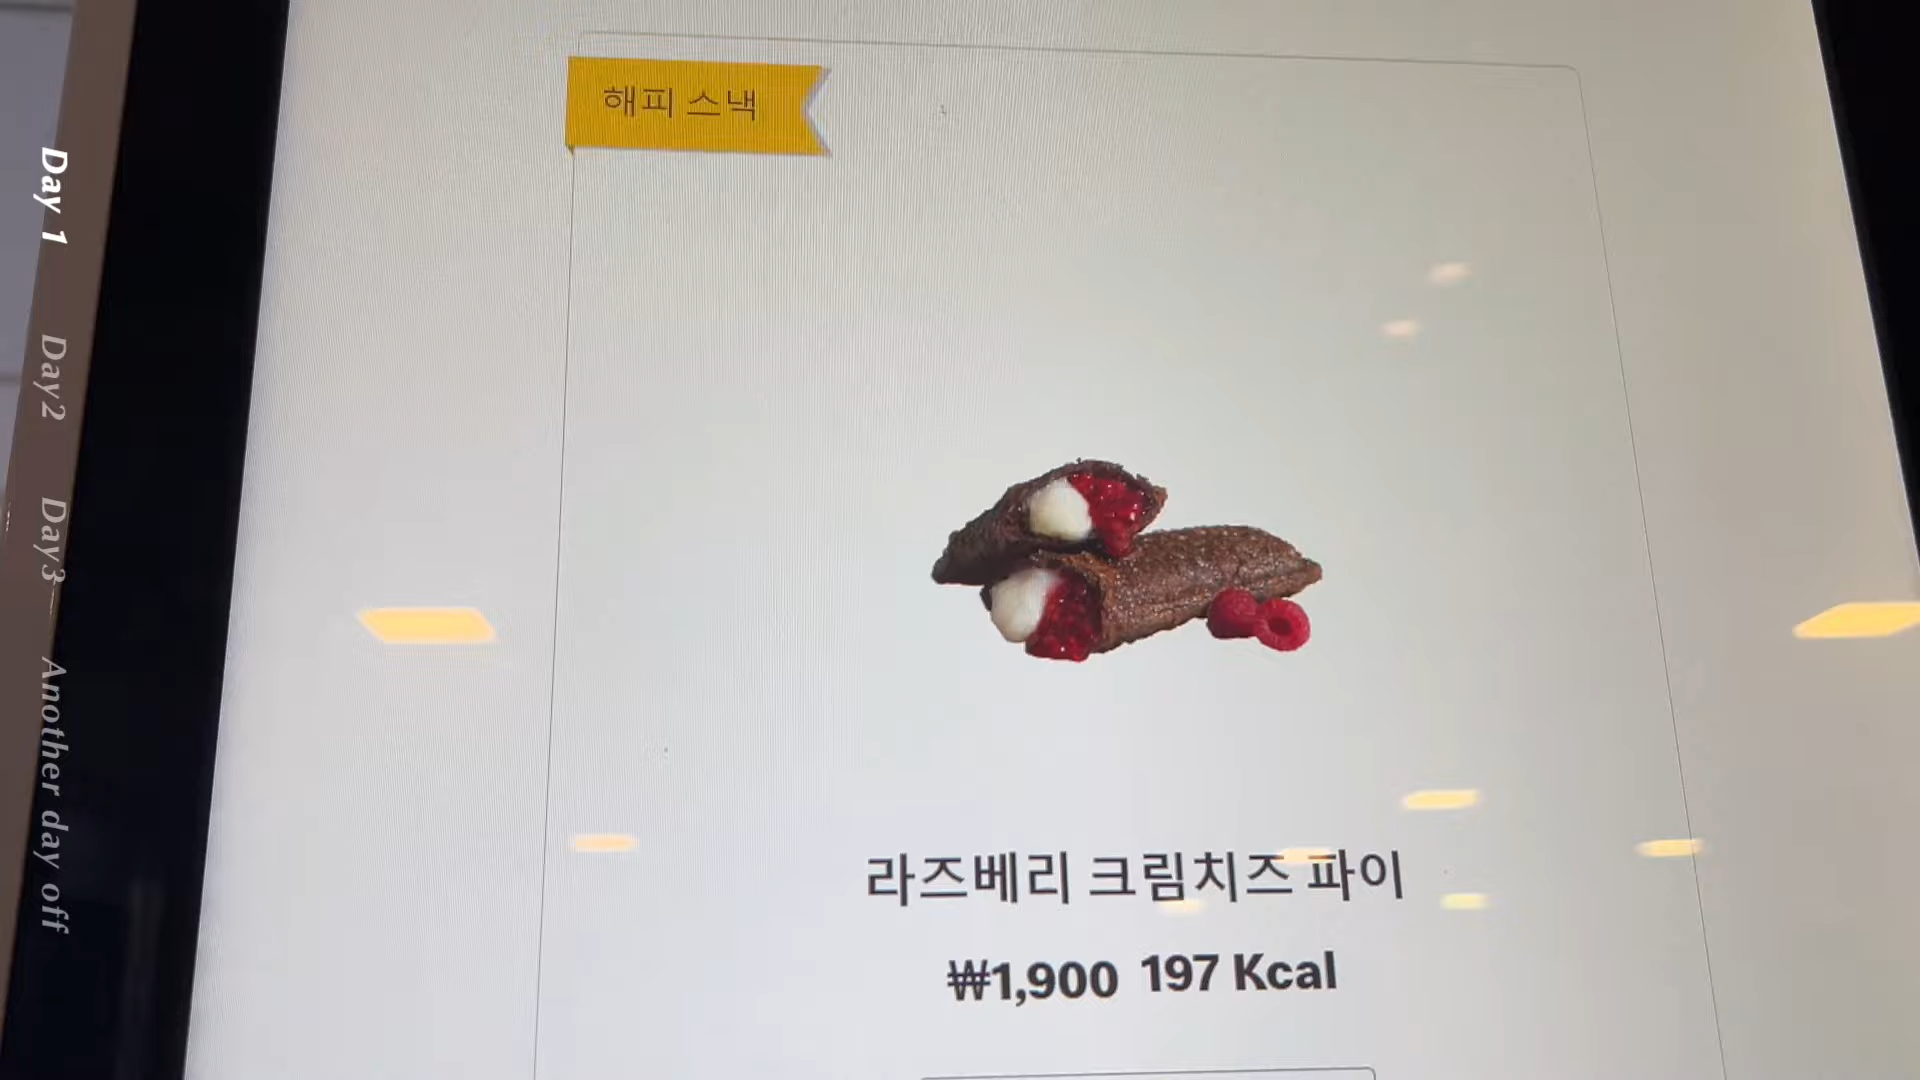 해피 스낵
라즈베리 크림치즈 파이
₩1,900 197 Kcal
Day 1
Day2
Day3
Another day off